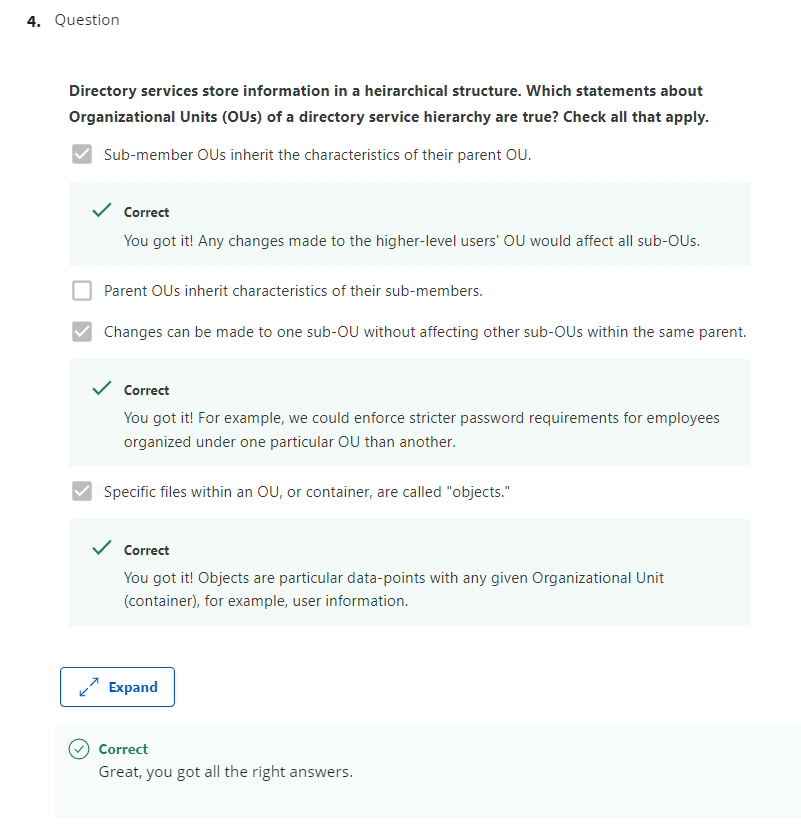 4. Question
Directory services store information in a heirarchical structure. Which statements about
Organizational Units (OUs) of a directory service hierarchy are true? Check all that apply.
Sub-member OUs inherit the characteristics of their parent OU.
Correct
You got it! Any changes made to the higher-level users' OU would affect all sub-OUs.
Parent OUs inherit characteristics of their sub-members.
Changes can be made to one sub-OU without affecting other sub-OUs within the same parent.
Correct
You got it! For example, we could enforce stricter password requirements for employees
organized under one particular OU than another.
Specific files within an OU, or container, are called "objects."
Correct
You got it! Objects are particular data-points with any given Organizational Unit
(container), for example, user information.
Expand
Correct
Great, you got all the right answers.